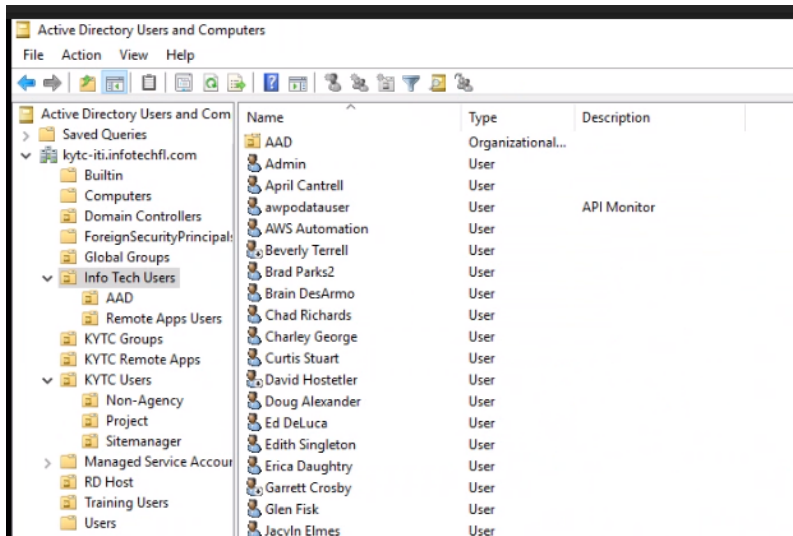 Active Directory Users and Computers
File Action View Help
Active Directory Users and Com
Saved Queries
kytc-iti.infotechfl.com
Builtin
Computers
Domain Controllers
ForeignSecurityPrincipals
Global Groups
Info Tech Users
AAD
Remote Apps Users
KYTC Groups
KYTC Remote Apps
KYTC Users
Non-Agency
Project
Sitemanager
Managed Service Accour
RD Host
Training Users
Users
Name Type Description
AAD Organizational...
Admin User
April Cantrell User
awpodatauser User API Monitor
AWS Automation User
Beverly Terrell User
Brad Parks2 User
Brain DesArmo User
Chad Richards User
Charley George User
Curtis Stuart User
David Hostetler User
Doug Alexander User
Ed DeLuca User
Edith Singleton User
Erica Daughtry User
Garrett Crosby User
Glen Fisk User
Jacvln Elmes User